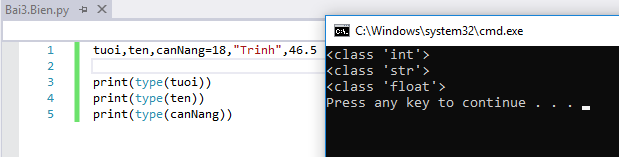 Bai3.Bien.py
1 tuoi,ten,canNang=18,"Trinh",46.5
2
3 print(type(tuoi))
4 print(type(ten))
5 print(type(canNang))
C:\Windows\system32\cmd.exe
<class 'int'>
<class 'str'>
<class 'float'>
Press any key to continue . . .